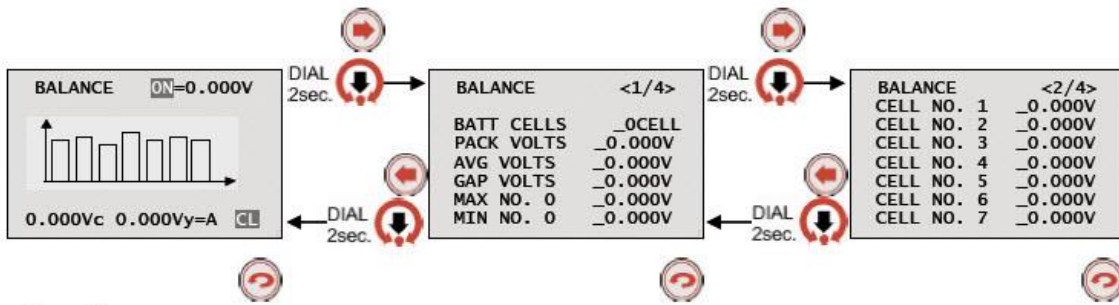 BALANCE ON=0.000V
0.000Vc 0.000Vy=A CL
DIAL
2sec.
DIAL
2sec.
BALANCE <1/4>
BATT CELLS _0CELL
PACK VOLTS _0.000V
AVG VOLTS _0.000V
GAP VOLTS _0.000V
MAX NO. 0 _0.000V
MIN NO. 0 _0.000V
DIAL
2sec.
DIAL
2sec.
BALANCE <2/4>
CELL NO. 1 _0.000V
CELL NO. 2 _0.000V
CELL NO. 3 _0.000V
CELL NO. 4 _0.000V
CELL NO. 5 _0.000V
CELL NO. 6 _0.000V
CELL NO. 7 _0.000V